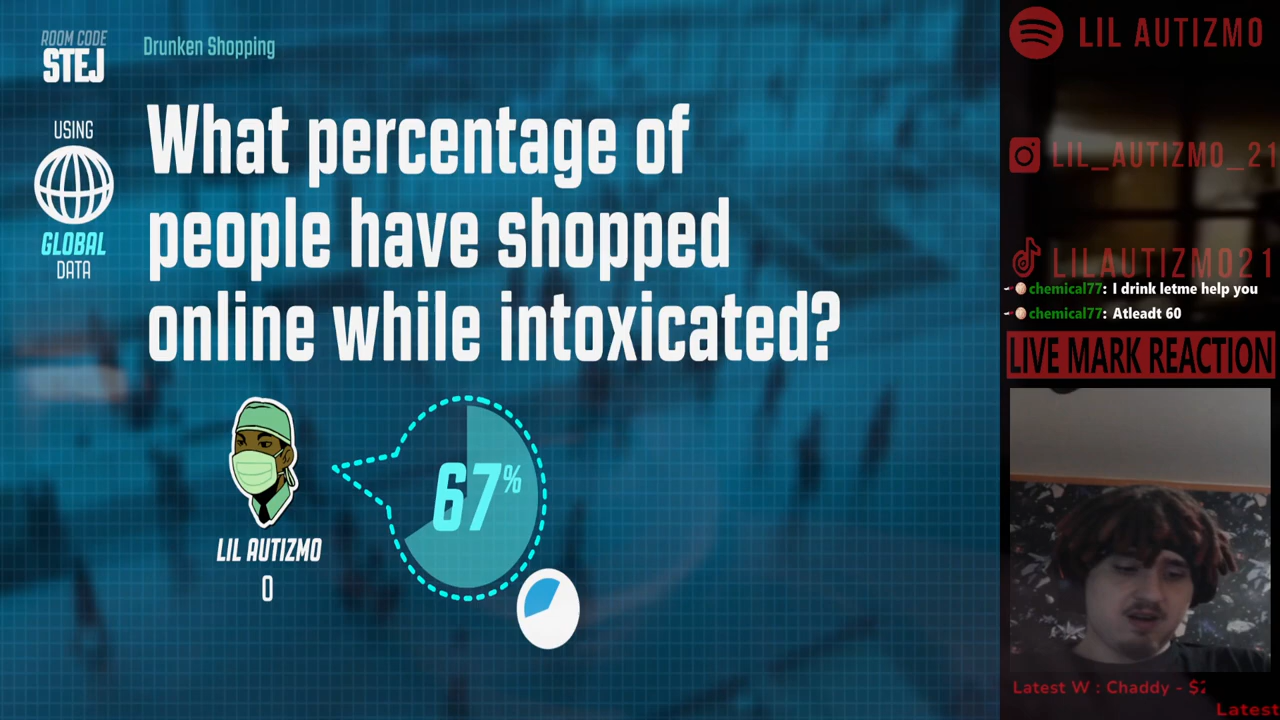 ROOM CODE
STEJ
Drunken Shopping
USING
GLOBAL
DATA
What percentage of
people have shopped
online while intoxicated?
67%
LIL AUTIZMO
0
LIL AUTIZMO
LIL_AUTIZMO_21
LILAUTIZMO21
chemical77: I drink letme help you
chemical77: Atleadt 60
LIVE MARK REACTION
Latest W : Chaddy - $2
Latest